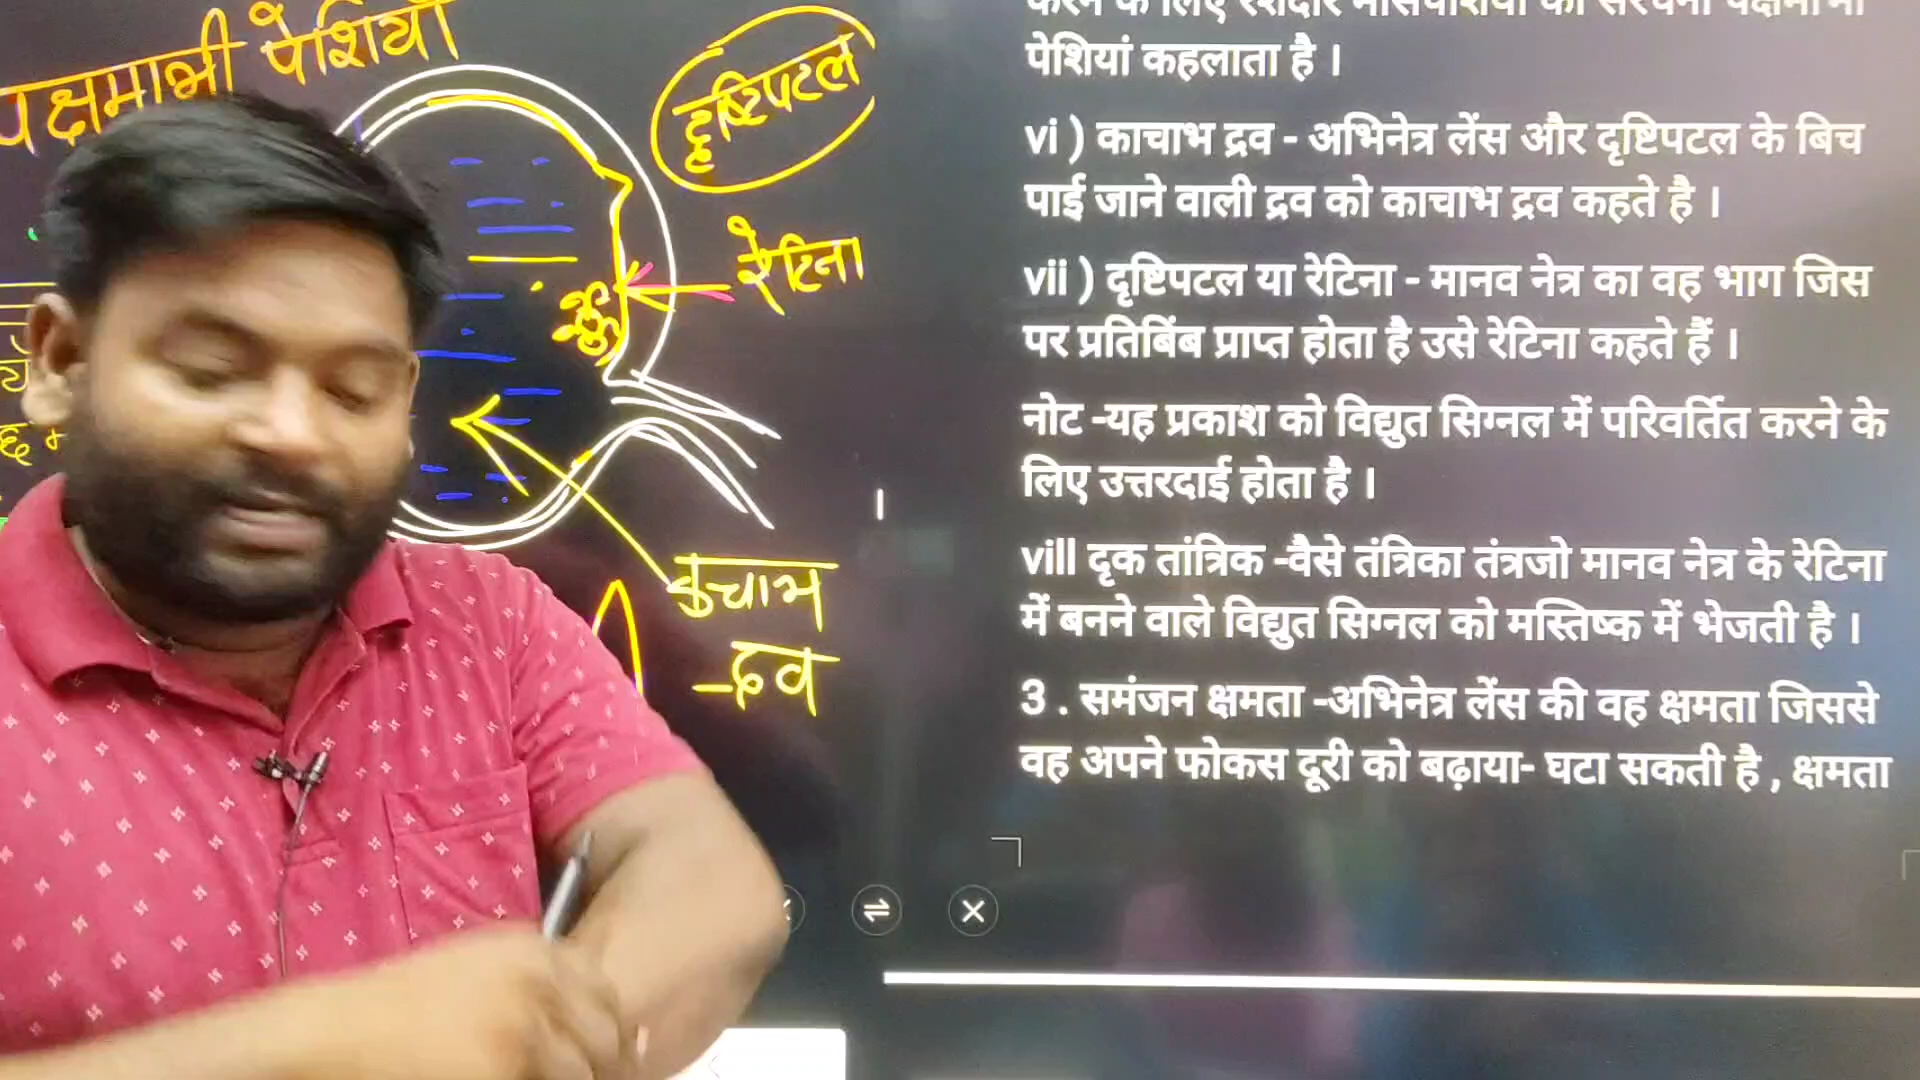 पक्षमाभी पेशियाँ
दृष्टिपटल
रेटिना
कुचाभ
-द्रव
पेशियां कहलाता है ।
vi ) काचाभ द्रव - अभिनेत्र लेंस और दृष्टिपटल के बिच
पाई जाने वाली द्रव को काचाभ द्रव कहते है ।
vii ) दृष्टिपटल या रेटिना - मानव नेत्र का वह भाग जिस
पर प्रतिबिंब प्राप्त होता है उसे रेटिना कहते हैं ।
नोट -यह प्रकाश को विद्युत सिग्नल में परिवर्तित करने के
लिए उत्तरदाई होता है ।
vill दृक तांत्रिक -वैसे तंत्रिका तंत्रजो मानव नेत्र के रेटिना
में बनने वाले विद्युत सिग्नल को मस्तिष्क में भेजती है ।
3 . समंजन क्षमता -अभिनेत्र लेंस की वह क्षमता जिससे
वह अपने फोकस दूरी को बढ़ाया- घटा सकती है , क्षमता